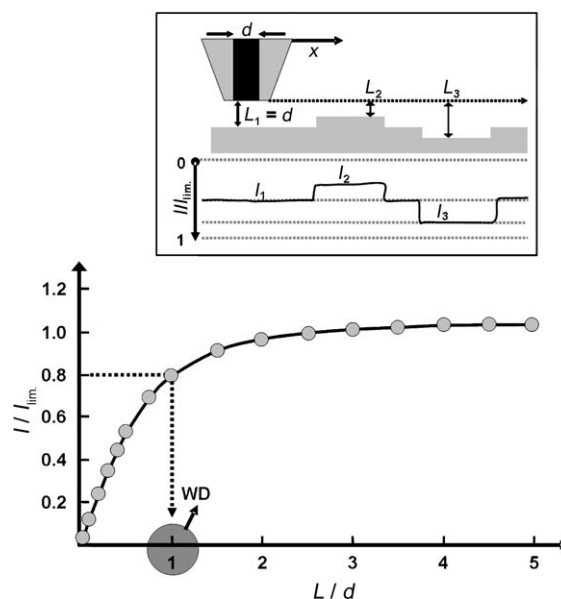 d
x
L2
L3
L1 = d
0
I/Ilim.
I1
I2
I3
1
1.2
1.0
0.8
0.6
0.4
0.2
I / Ilim.
WD
1 2 3 4 5
L / d